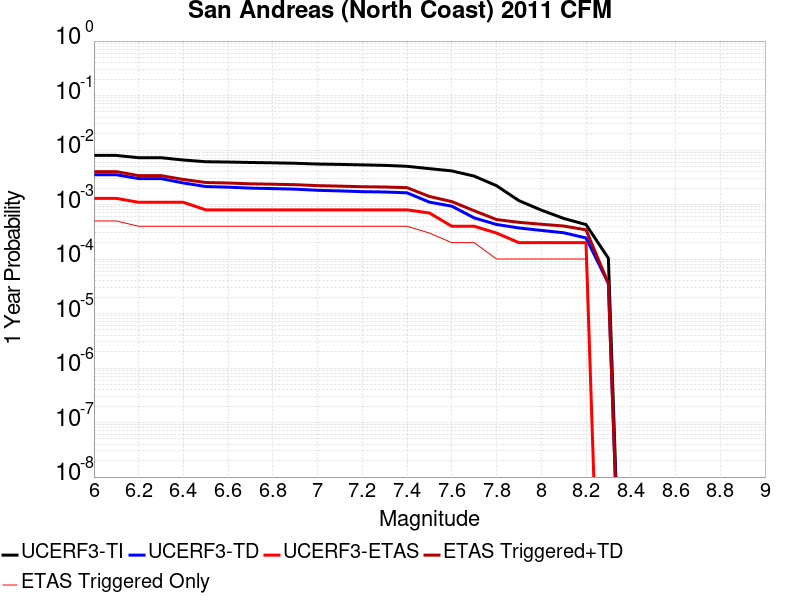 San Andreas (North Coast) 2011 CFM
10^0
10^-1
10^-2
10^-3
10^-4
10^-5
10^-6
10^-7
10^-8
1 Year Probability
6 6.2 6.4 6.6 6.8 7 7.2 7.4 7.6 7.8 8 8.2 8.4 8.6 8.8 9
Magnitude
UCERF3-TI UCERF3-TD UCERF3-ETAS ETAS Triggered+TD
ETAS Triggered Only